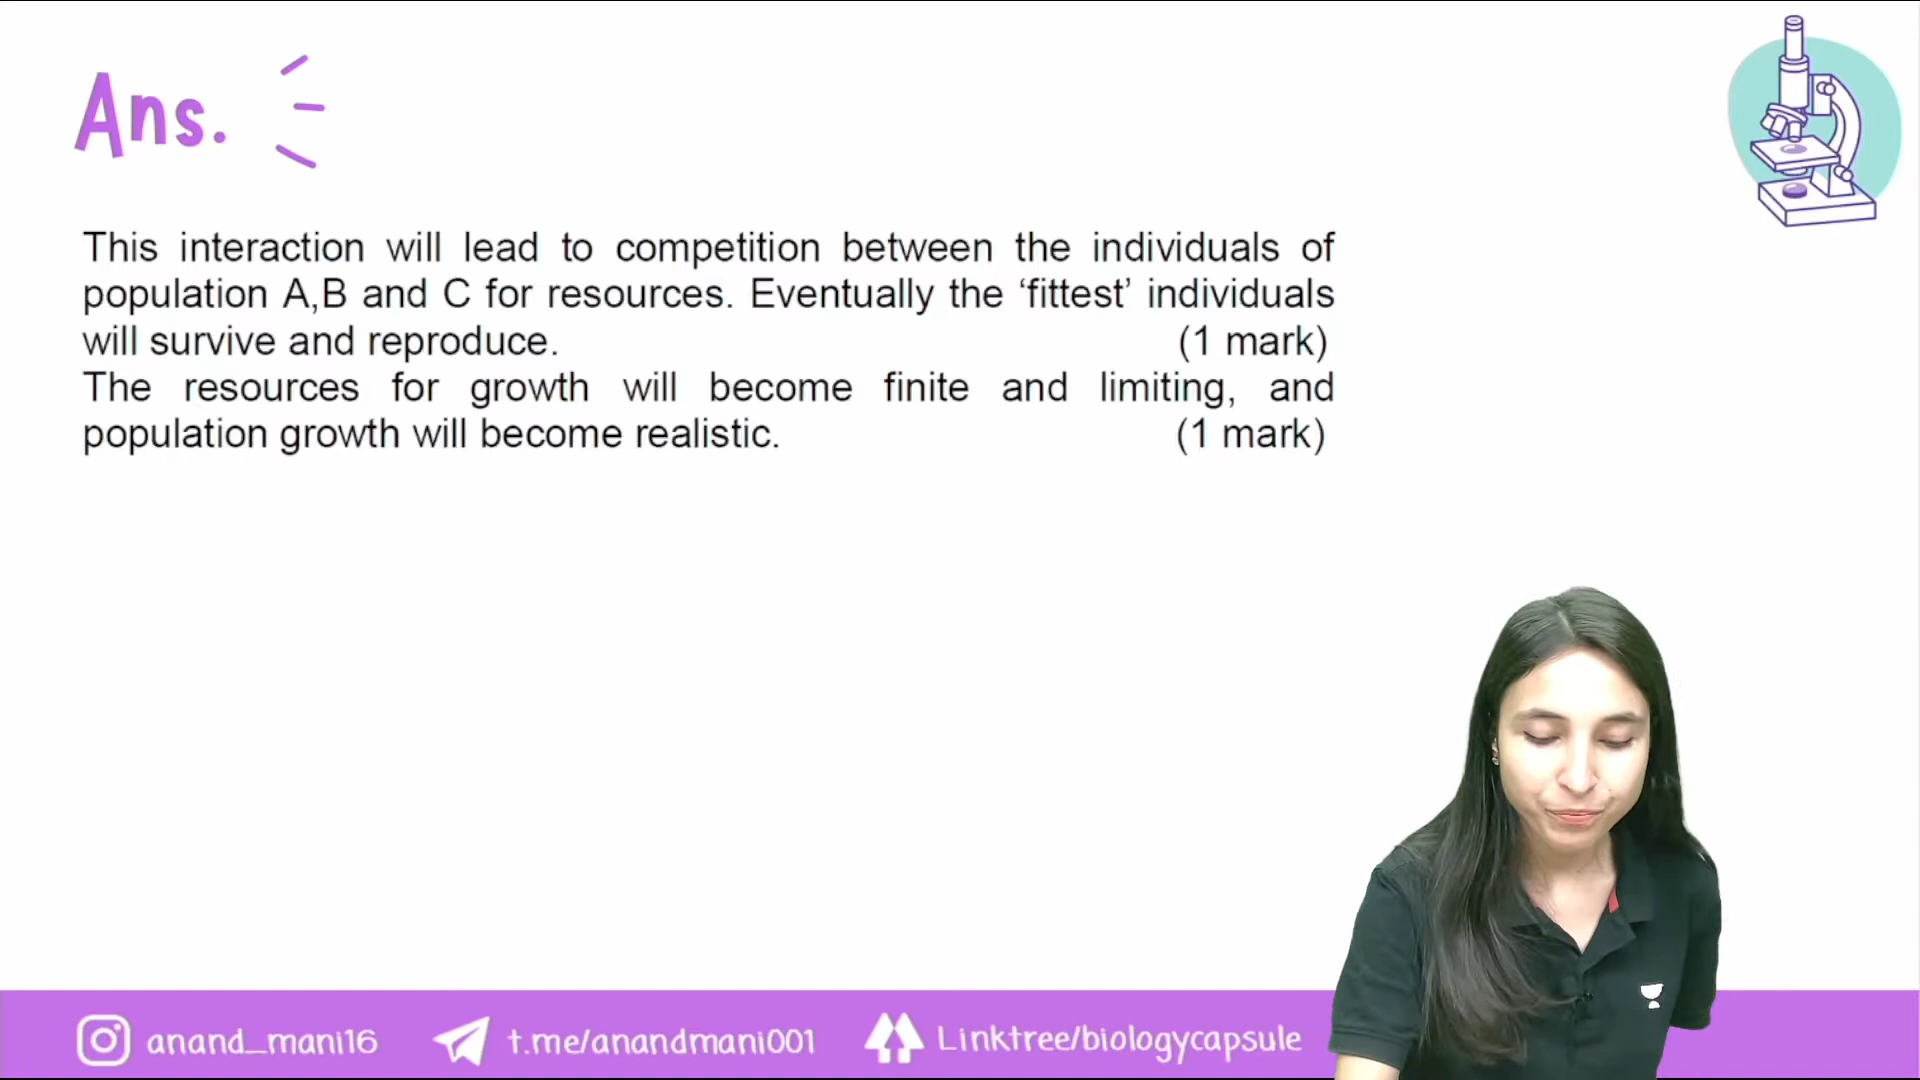 Ans.
This interaction will lead to competition between the individuals of
population A,B and C for resources. Eventually the ‘fittest’ individuals
will survive and reproduce. (1 mark)
The resources for growth will become finite and limiting, and
population growth will become realistic. (1 mark)
anand_mani16 t.me/anandmani001 Linktree/biologycapsule